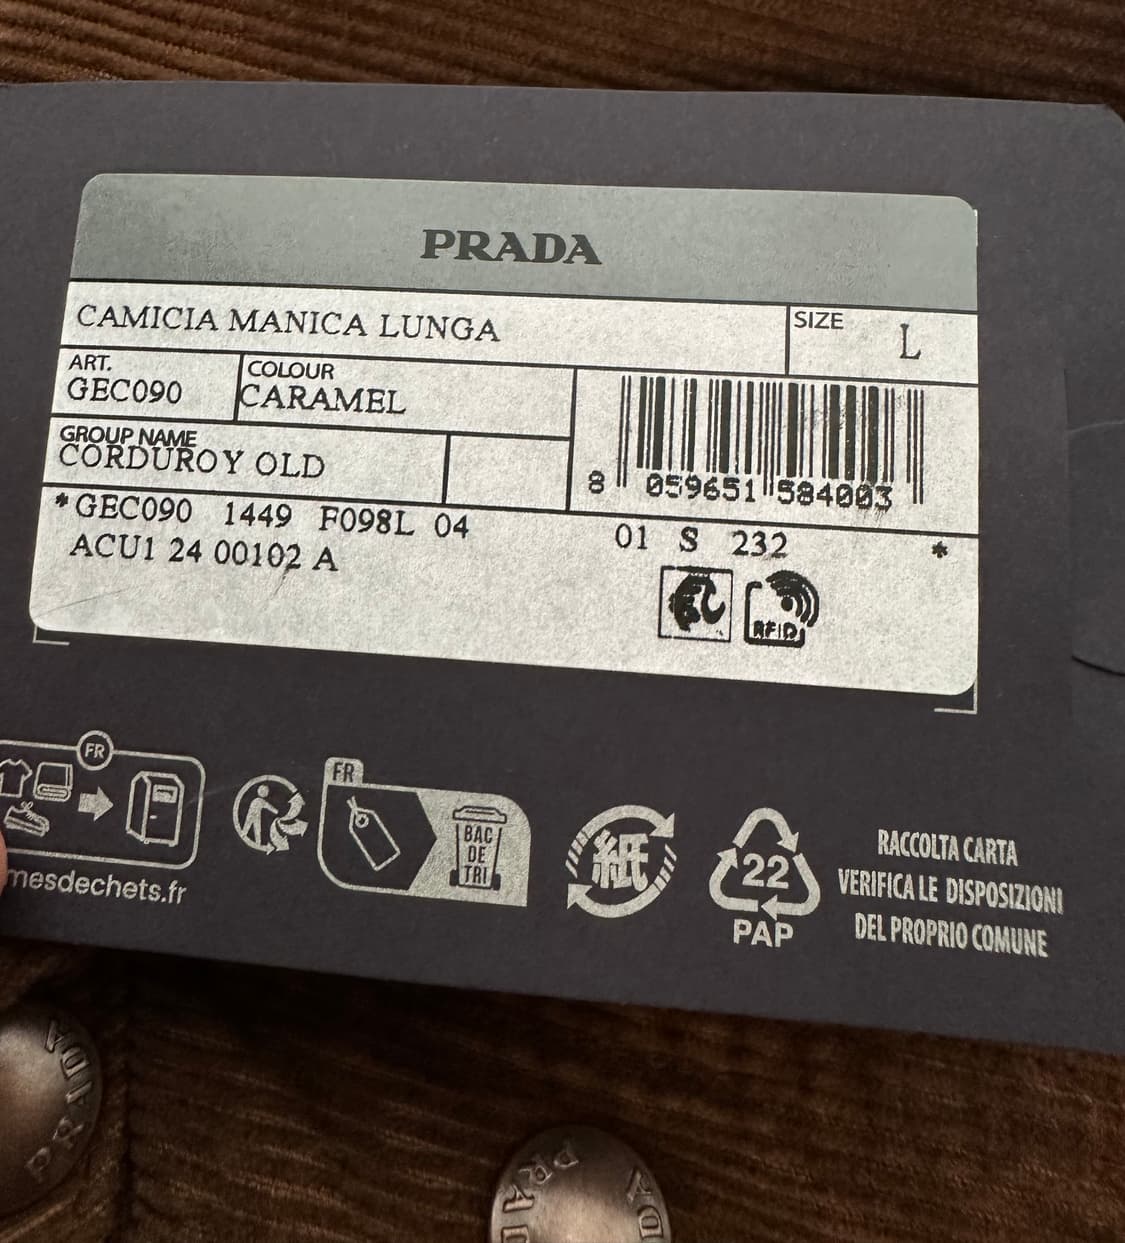 PRADA
CAMICIA MANICA LUNGA
SIZE L
ART.
GEC090
COLOUR
CARAMEL
GROUP NAME
CORDUROY OLD
8 059651 584003
*GEC090 1449 F098L 04 01 S 232 *
ACU1 24 00102 A
RFID
FR
mesdechets.fr
FR
BAC
DE
TRI
紙
22
PAP
RACCOLTA CARTA
VERIFICA LE DISPOSIZIONI
DEL PROPRIO COMUNE
PRADA
PRADA